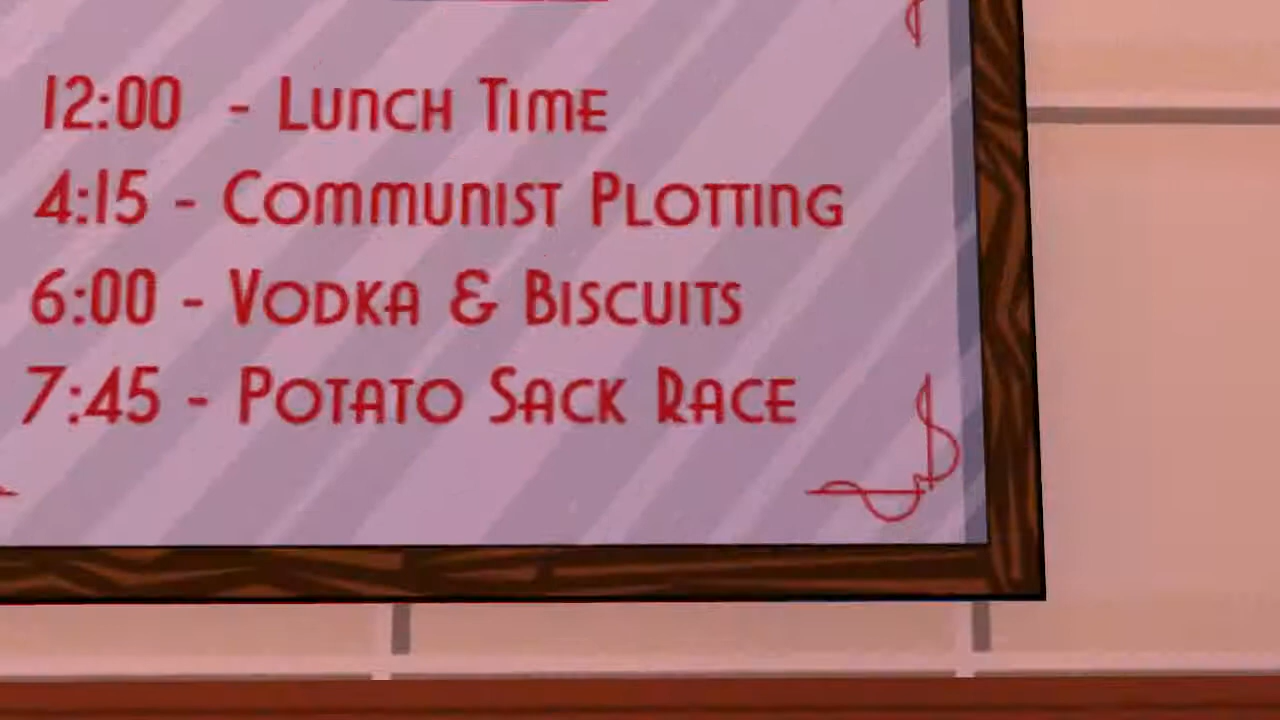 12:00 - Lunch Time
4:15 - Communist Plotting
6:00 - Vodka & Biscuits
7:45 - Potato Sack Race